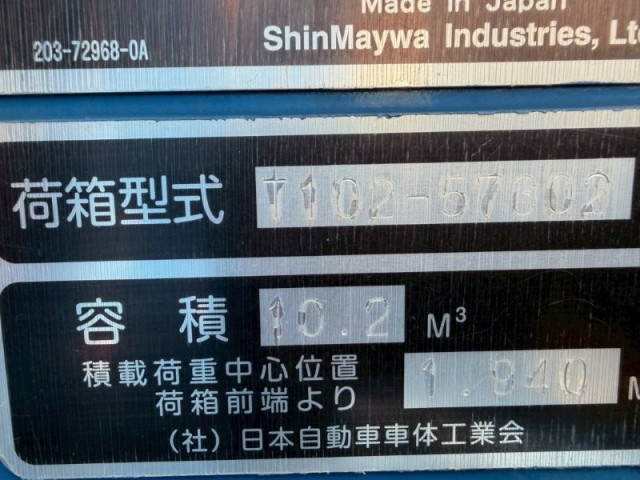 Made in Japan
203-72968-0A
ShinMaywa Industries, Lt
荷箱型式 T102-57602
容積 10.2 M³
積載荷重中心位置
荷箱前端より 1.940
(社)日本自動車車体工業会